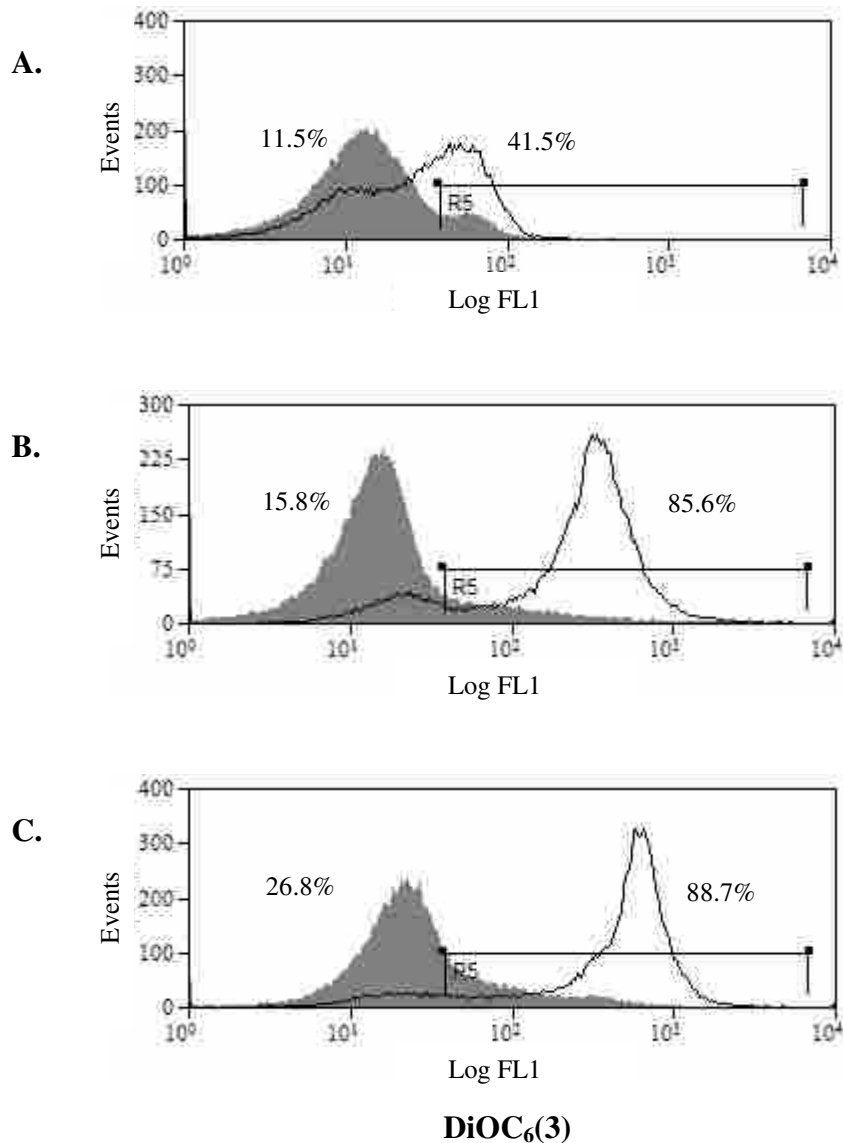 A.
400
300
200
100
0
Events
11.5%
41.5%
R5
10⁰ 10¹ 10² 10³ 10⁴
Log FL1
B.
300
225
150
75
0
Events
15.8%
85.6%
R5
10⁰ 10¹ 10² 10³ 10⁴
Log FL1
C.
400
300
200
100
0
Events
26.8%
88.7%
R5
10⁰ 10¹ 10² 10³ 10⁴
Log FL1
DiOC₆(3)